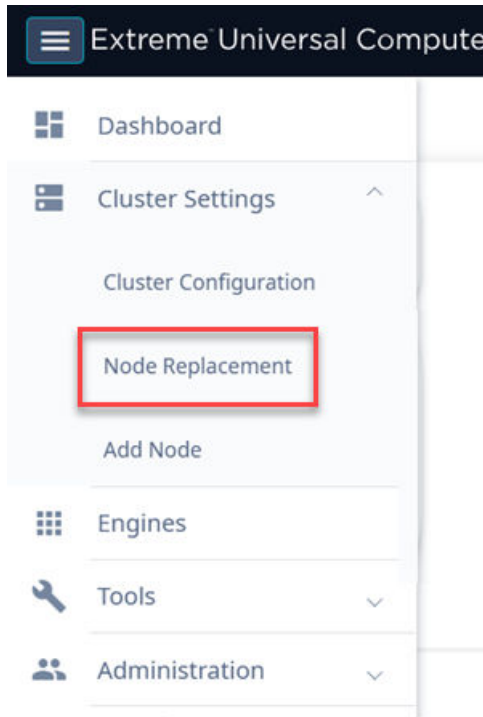 Extreme Universal Compute
Dashboard
Cluster Settings
Cluster Configuration
Node Replacement
Add Node
Engines
Tools
Administration